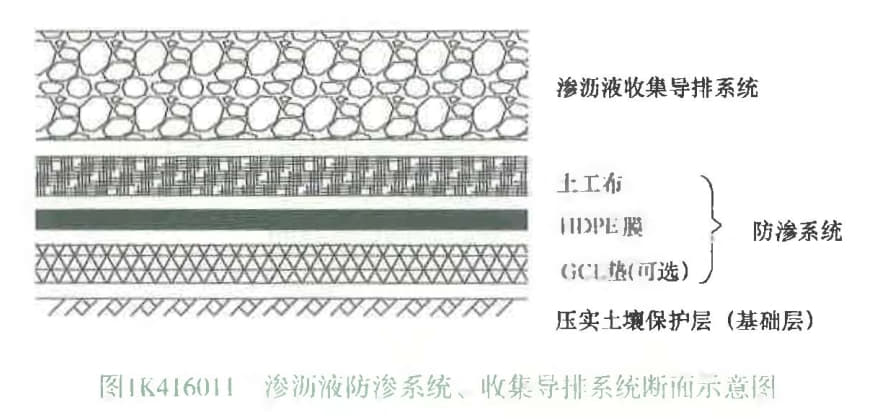 渗沥液收集导排系统
土工布
HDPE膜
防渗系统
GCL垫(可选)
压实土壤保护层（基础层）
图1K416011 渗沥液防渗系统、收集导排系统断面示意图